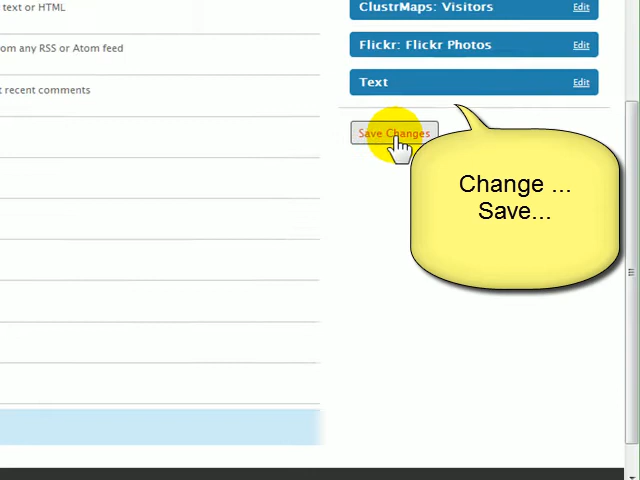 text or HTML
om any RSS or Atom feed
t recent comments
ClustrMaps: Visitors Edit
Flickr: Flickr Photos Edit
Text Edit
Save Changes
Change ...
Save...